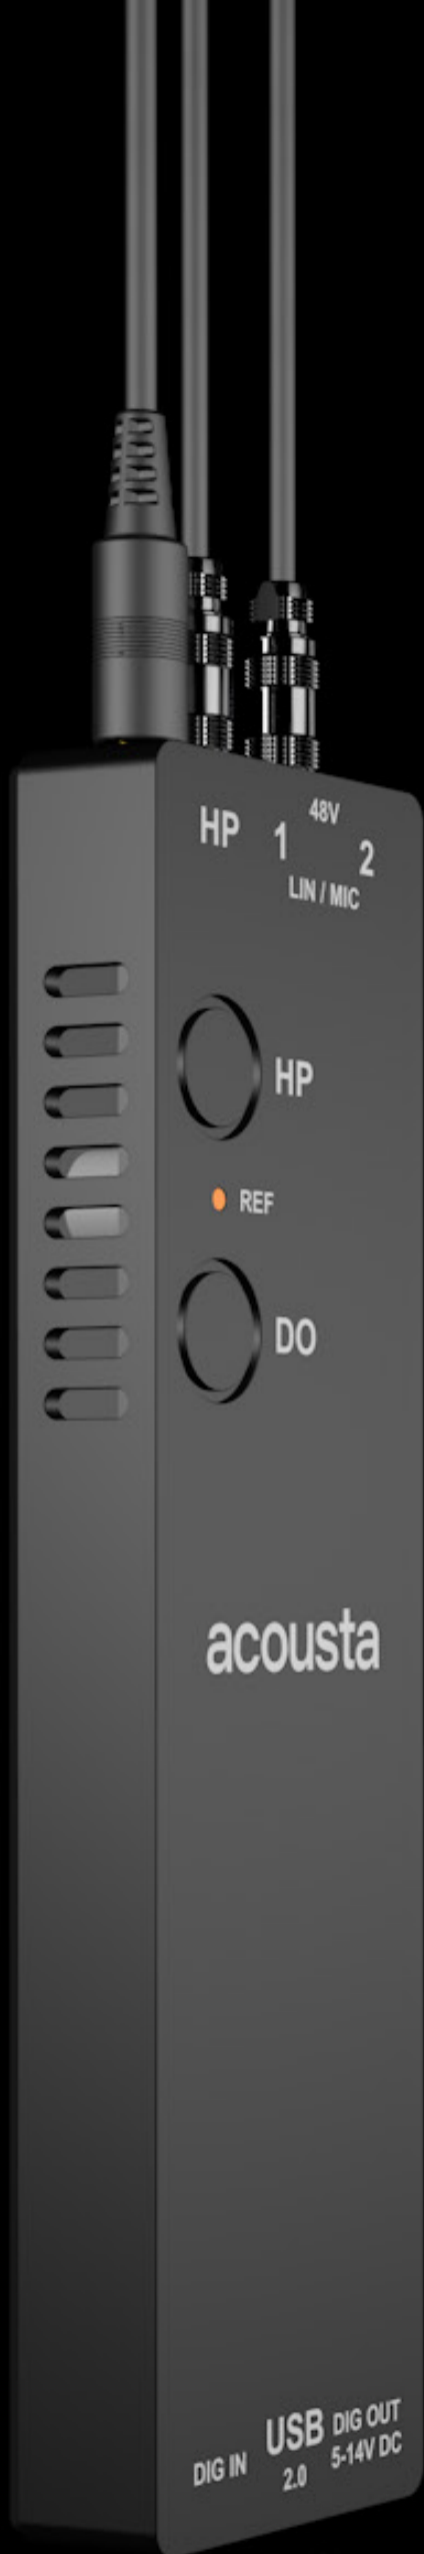 HP
48V
1
2
LIN / MIC
HP
REF
DO
acousta
DIG IN
USB
2.0
DIG OUT
5-14V DC